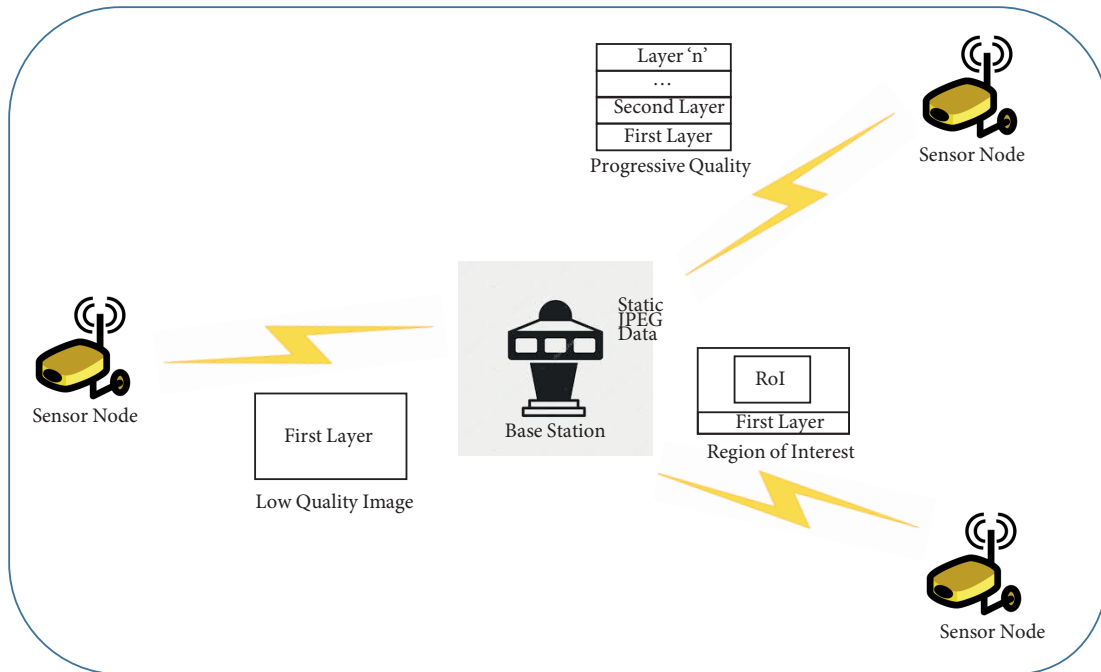 Layer ‘n’
…
Second Layer
First Layer
Progressive Quality
Sensor Node
Static
JPEG
Data
Base Station
Sensor Node
First Layer
Low Quality Image
RoI
First Layer
Region of Interest
Sensor Node